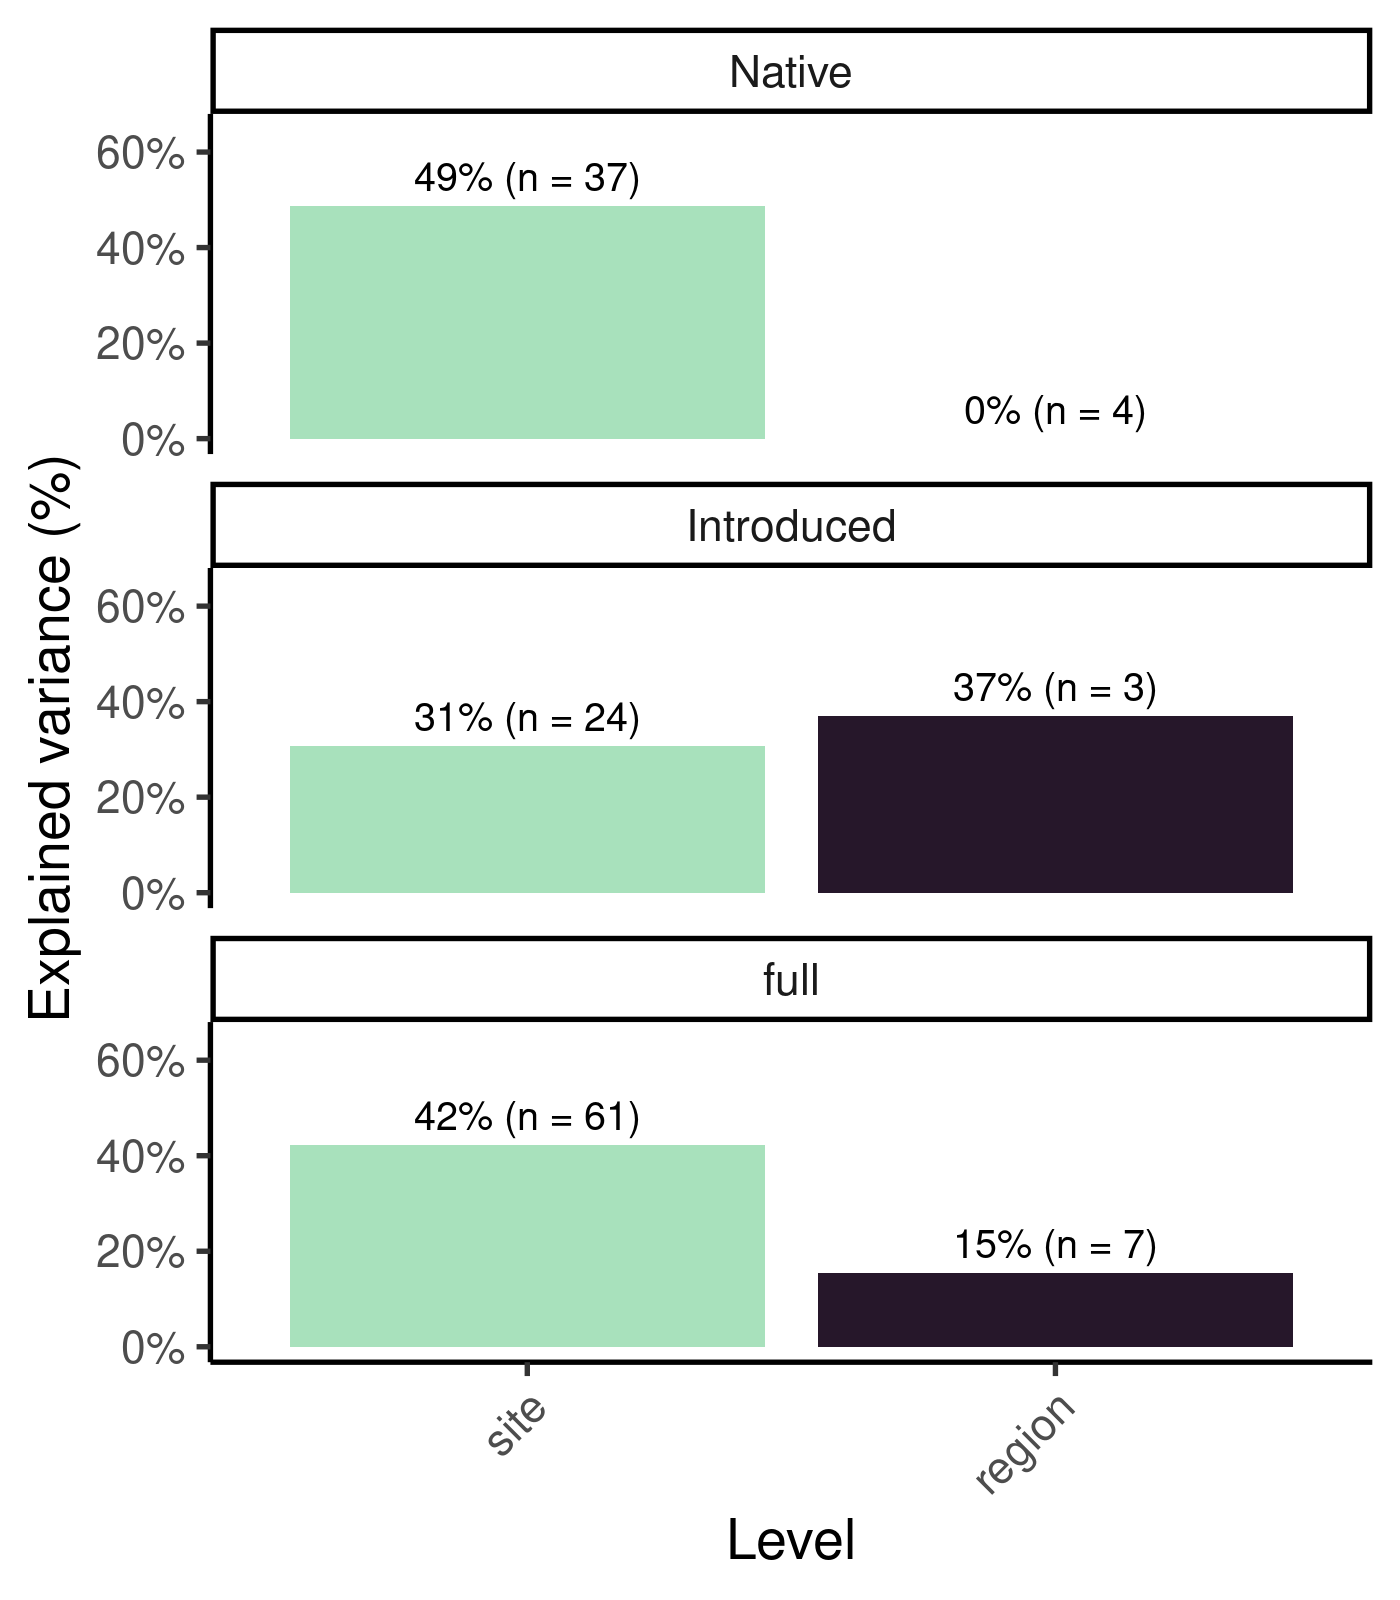 Explained variance (%)
Native
60%
40%
20%
0%
49% (n = 37)
0% (n = 4)
Introduced
60%
40%
20%
0%
31% (n = 24)
37% (n = 3)
full
60%
40%
20%
0%
42% (n = 61)
15% (n = 7)
site
region
Level